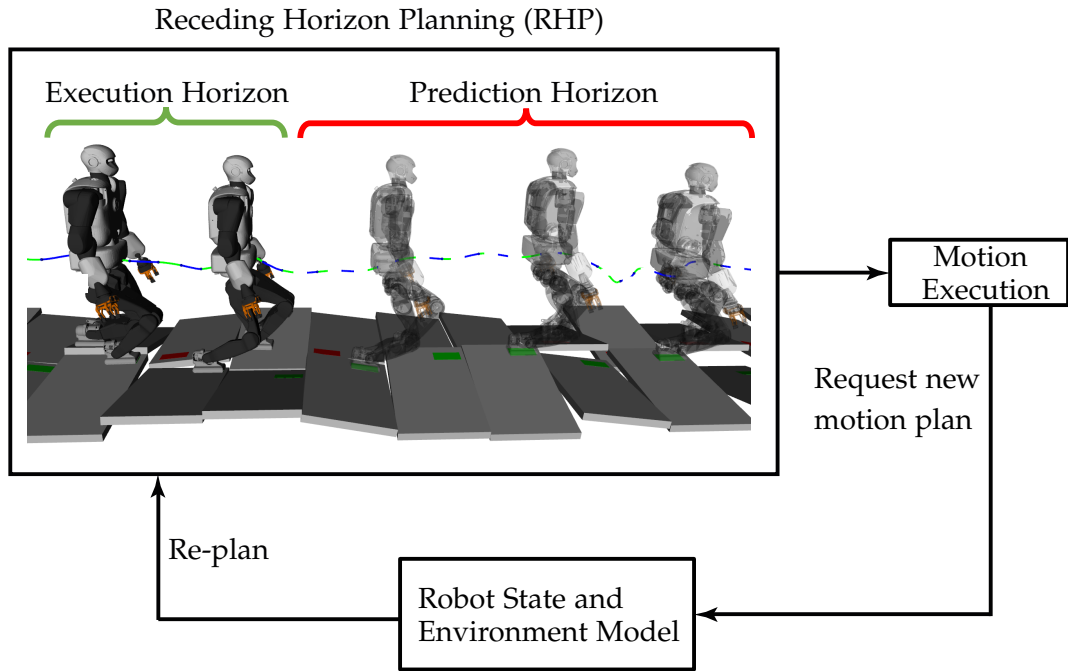 Receding Horizon Planning (RHP)
Execution Horizon
Prediction Horizon
Motion
Execution
Request new
motion plan
Re-plan
Robot State and
Environment Model